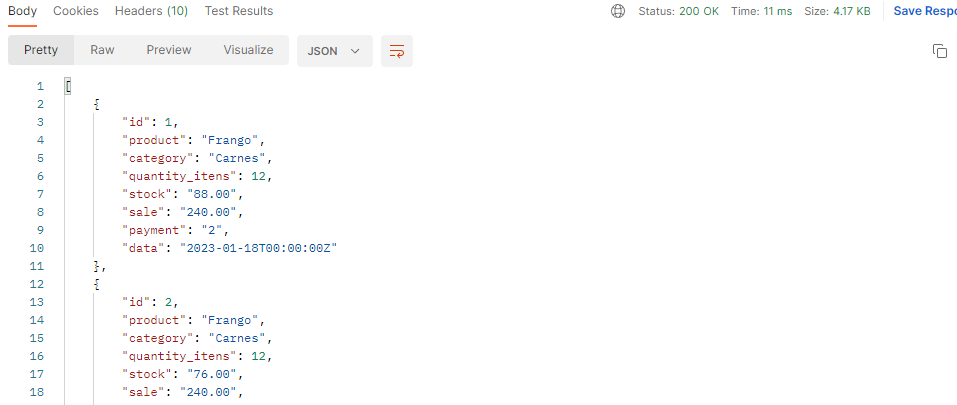 Body Cookies Headers (10) Test Results Status: 200 OK Time: 11 ms Size: 4.17 KB Save Respo
Pretty Raw Preview Visualize JSON
1 [
2 {
3 "id": 1,
4 "product": "Frango",
5 "category": "Carnes",
6 "quantity_itens": 12,
7 "stock": "88.00",
8 "sale": "240.00",
9 "payment": "2",
10 "data": "2023-01-18T00:00:00Z"
11 },
12 {
13 "id": 2,
14 "product": "Frango",
15 "category": "Carnes",
16 "quantity_itens": 12,
17 "stock": "76.00",
18 "sale": "240.00",